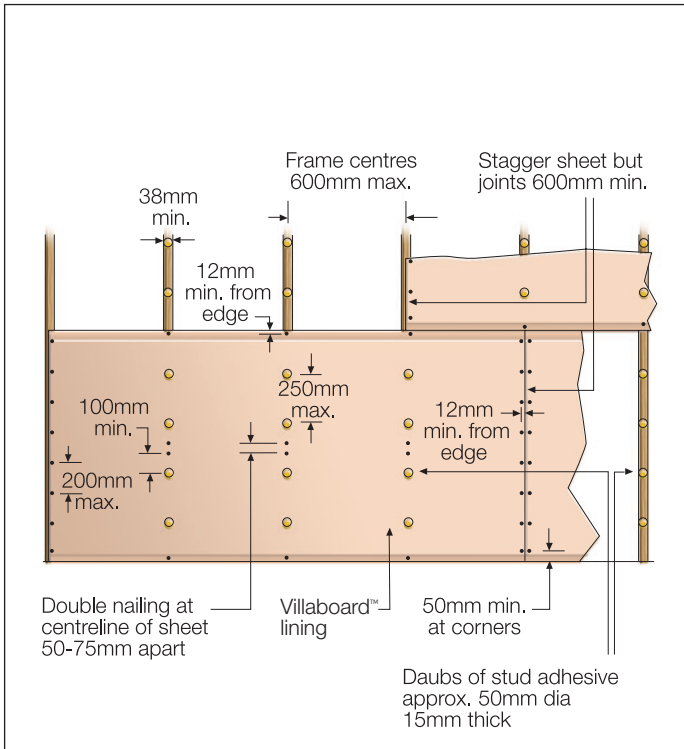 Frame centres
600mm max.
Stagger sheet but
joints 600mm min.
38mm
min.
12mm
min. from
edge
250mm
max.
100mm
min.
12mm
min. from
edge
200mm
max.
Double nailing at
centreline of sheet
50-75mm apart
Villaboard™
lining
50mm min.
at corners
Daubs of stud adhesive
approx. 50mm dia
15mm thick